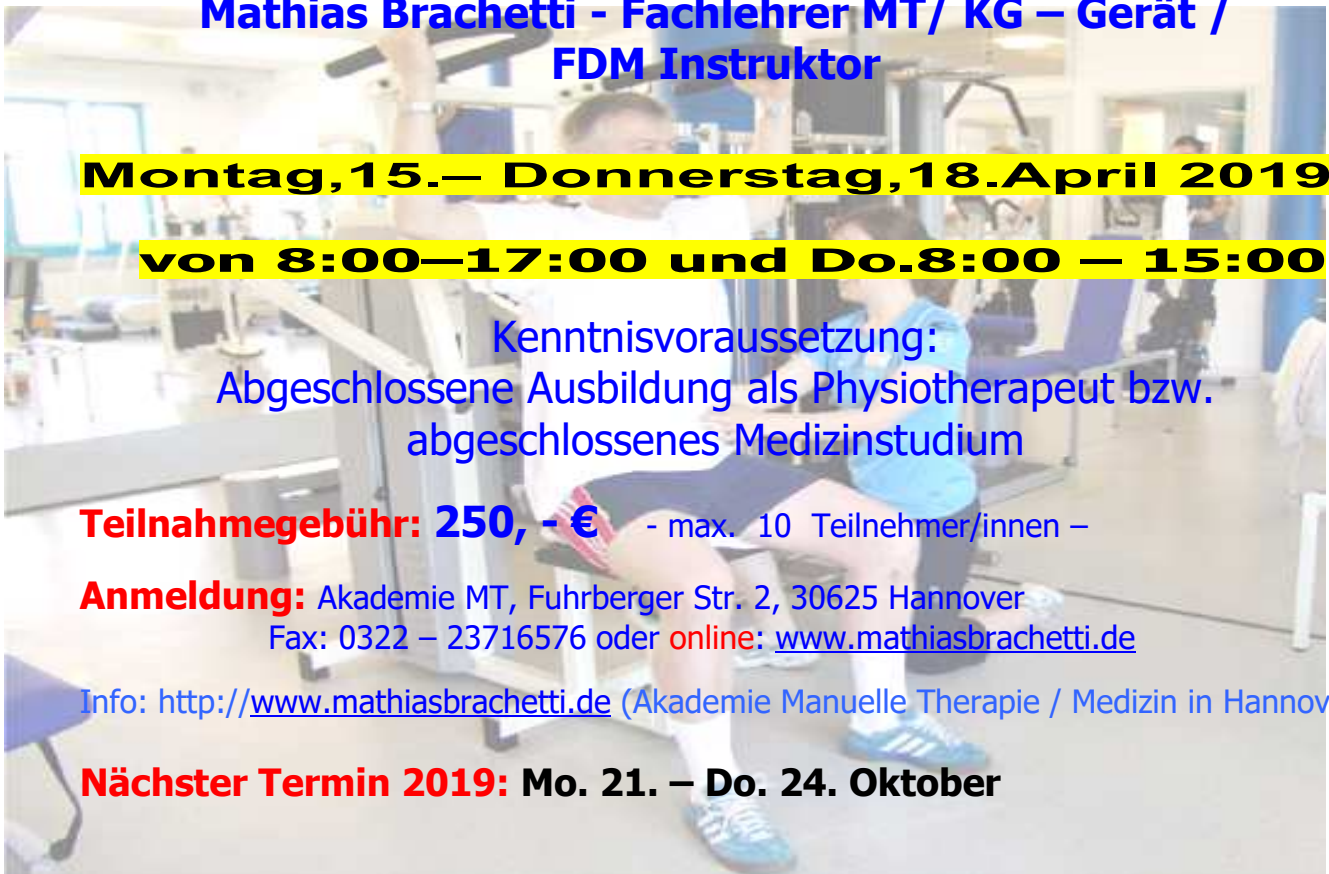 Mathias Brachetti - Fachlehrer MT/ KG – Gerät /
FDM Instruktor
Montag,15.– Donnerstag,18.April 2019
von 8:00–17:00 und Do.8:00 – 15:00
Kenntnisvoraussetzung:
Abgeschlossene Ausbildung als Physiotherapeut bzw.
abgeschlossenes Medizinstudium
Teilnahmegebühr: 250, - € - max. 10 Teilnehmer/innen –
Anmeldung: Akademie MT, Fuhrberger Str. 2, 30625 Hannover
Fax: 0322 – 23716576 oder online: www.mathiasbrachetti.de
Info: http://www.mathiasbrachetti.de (Akademie Manuelle Therapie / Medizin in Hannov
Nächster Termin 2019: Mo. 21. – Do. 24. Oktober